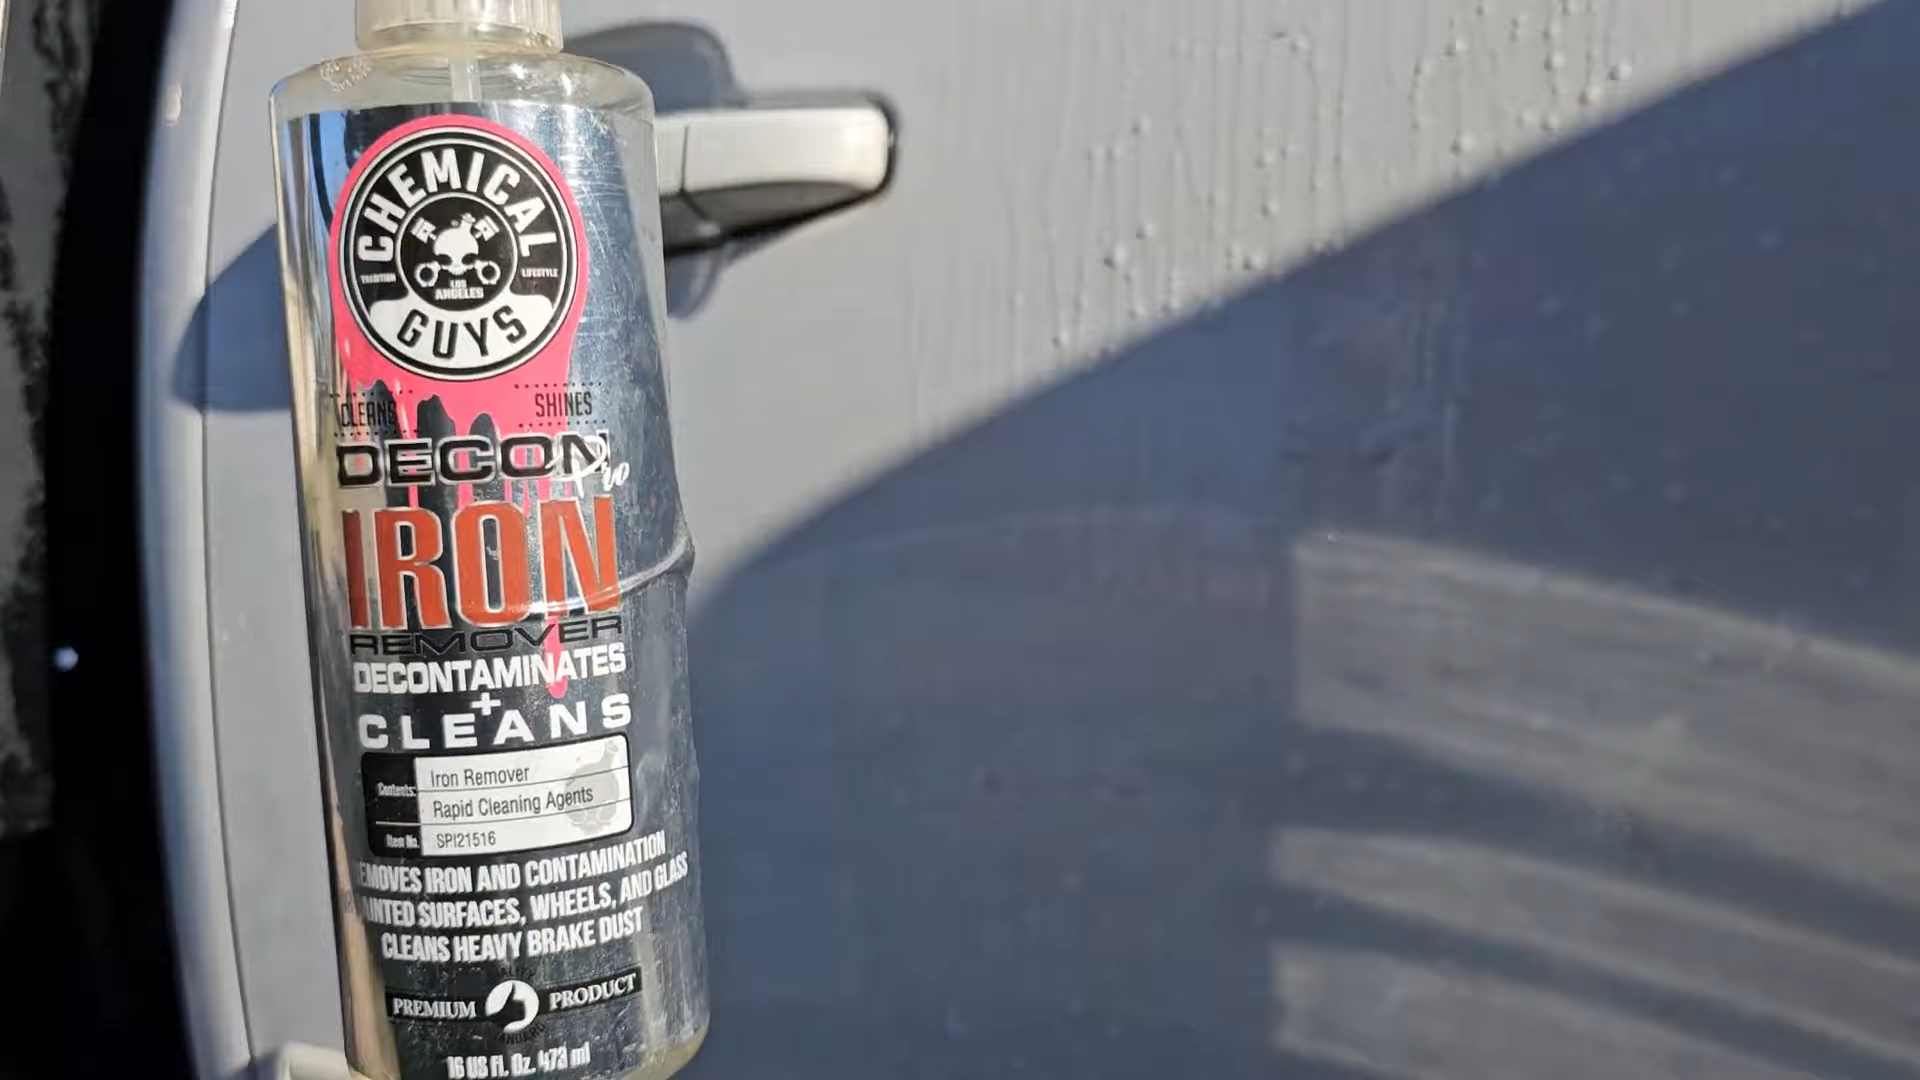 CHEMICAL
TRADITION
LIFESTYLE
LOS
ANGELES
GUYS
CLEANS SHINES
DECON
Pro
IRON
REMOVER
DECONTAMINATES
+
CLEANS
Contents: Iron Remover
Rapid Cleaning Agents
Item No. SPI21516
EMOVES IRON AND CONTAMINATION
INTED SURFACES, WHEELS, AND GLASS
CLEANS HEAVY BRAKE DUST
PREMIUM PRODUCT
16 US Fl. Oz. 473 ml